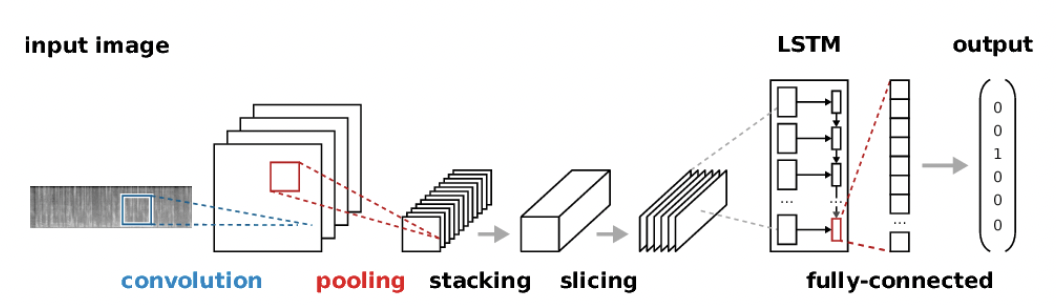 input image
LSTM
output
...
...
...
0
0
1
0
0
0
convolution
pooling
stacking
slicing
fully-connected